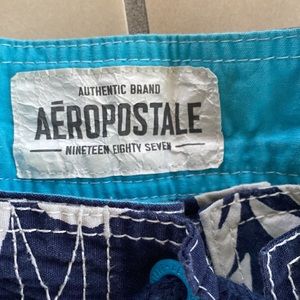 AUTHENTIC BRAND
AÉROPOSTALE
NINETEEN EIGHTY SEVEN